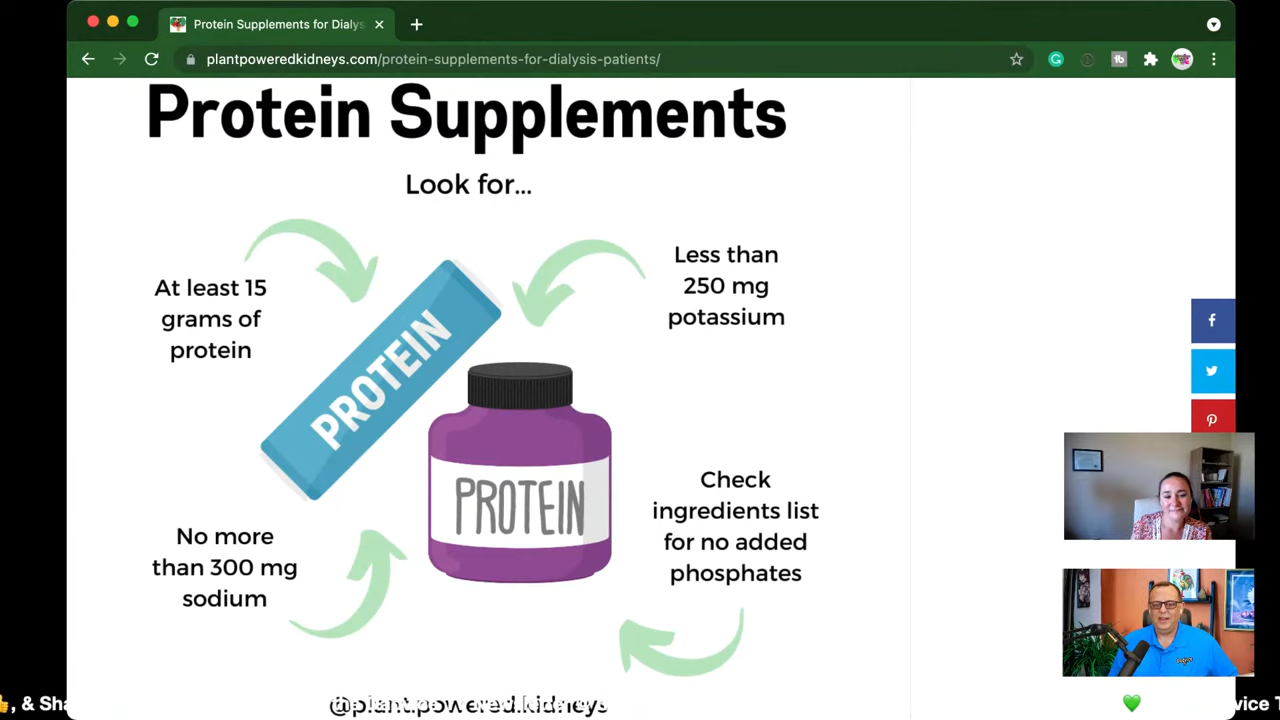 Protein Supplements for Dialys
plantpoweredkidneys.com/protein-supplements-for-dialysis-patients/
Protein Supplements
Look for...
At least 15
grams of
protein
Less than
250 mg
potassium
PROTEIN
PROTEIN
No more
than 300 mg
sodium
Check
ingredients list
for no added
phosphates
@plantpoweredkidneys
👍, & Sha
💚
vice T